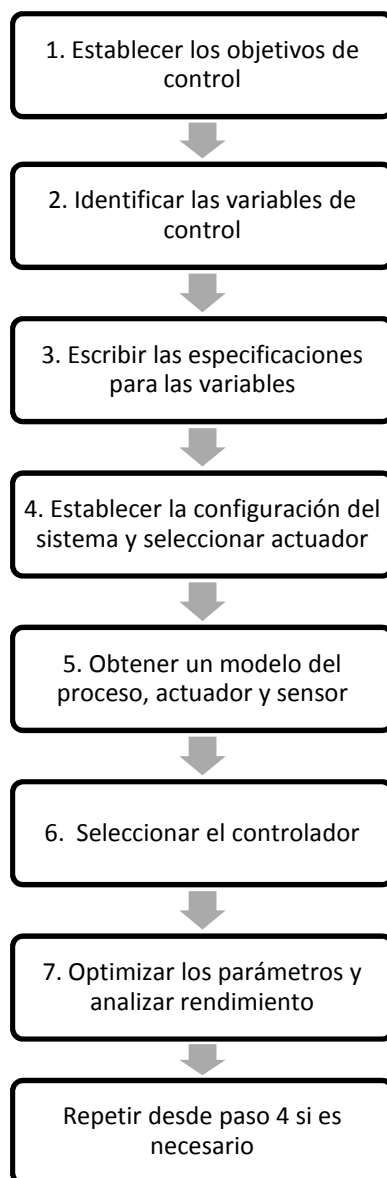 1. Establecer los objetivos de
control
2. Identificar las variables de
control
3. Escribir las especificaciones
para las variables
4. Establecer la configuración del
sistema y seleccionar actuador
5. Obtener un modelo del
proceso, actuador y sensor
6. Seleccionar el controlador
7. Optimizar los parámetros y
analizar rendimiento
Repetir desde paso 4 si es
necesario